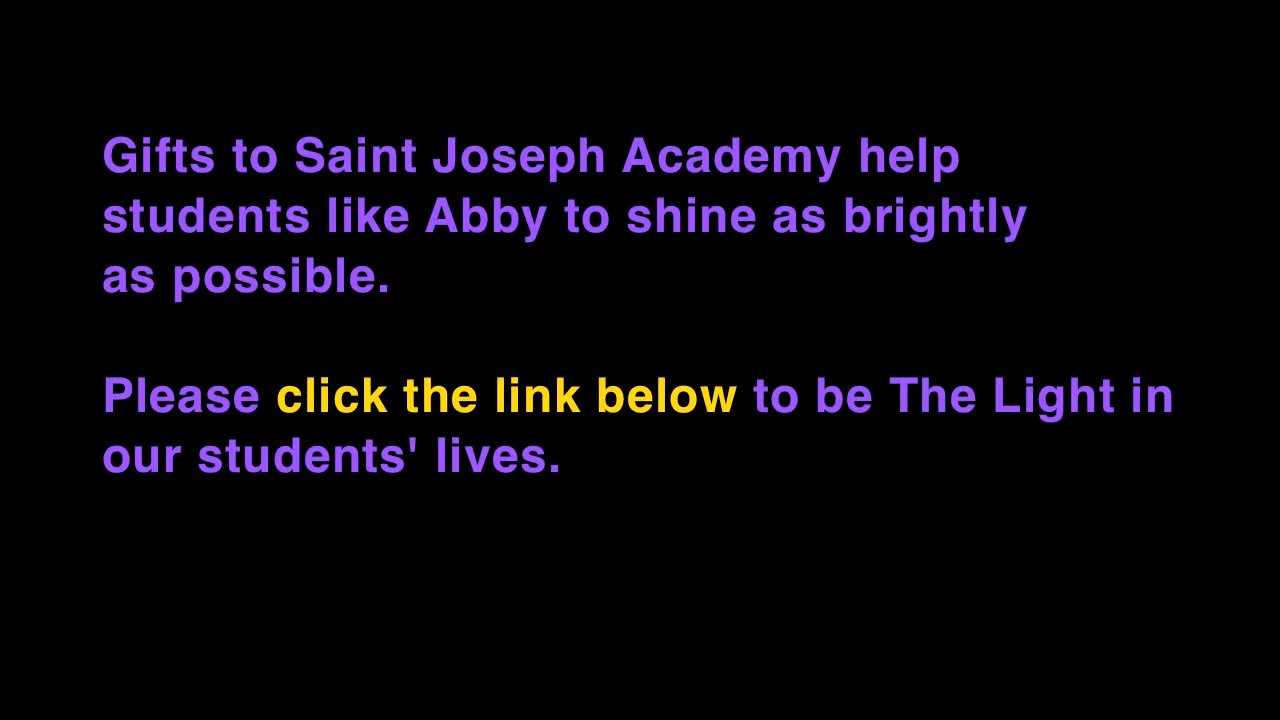 Gifts to Saint Joseph Academy help
students like Abby to shine as brightly
as possible.
Please click the link below to be The Light in
our students' lives.